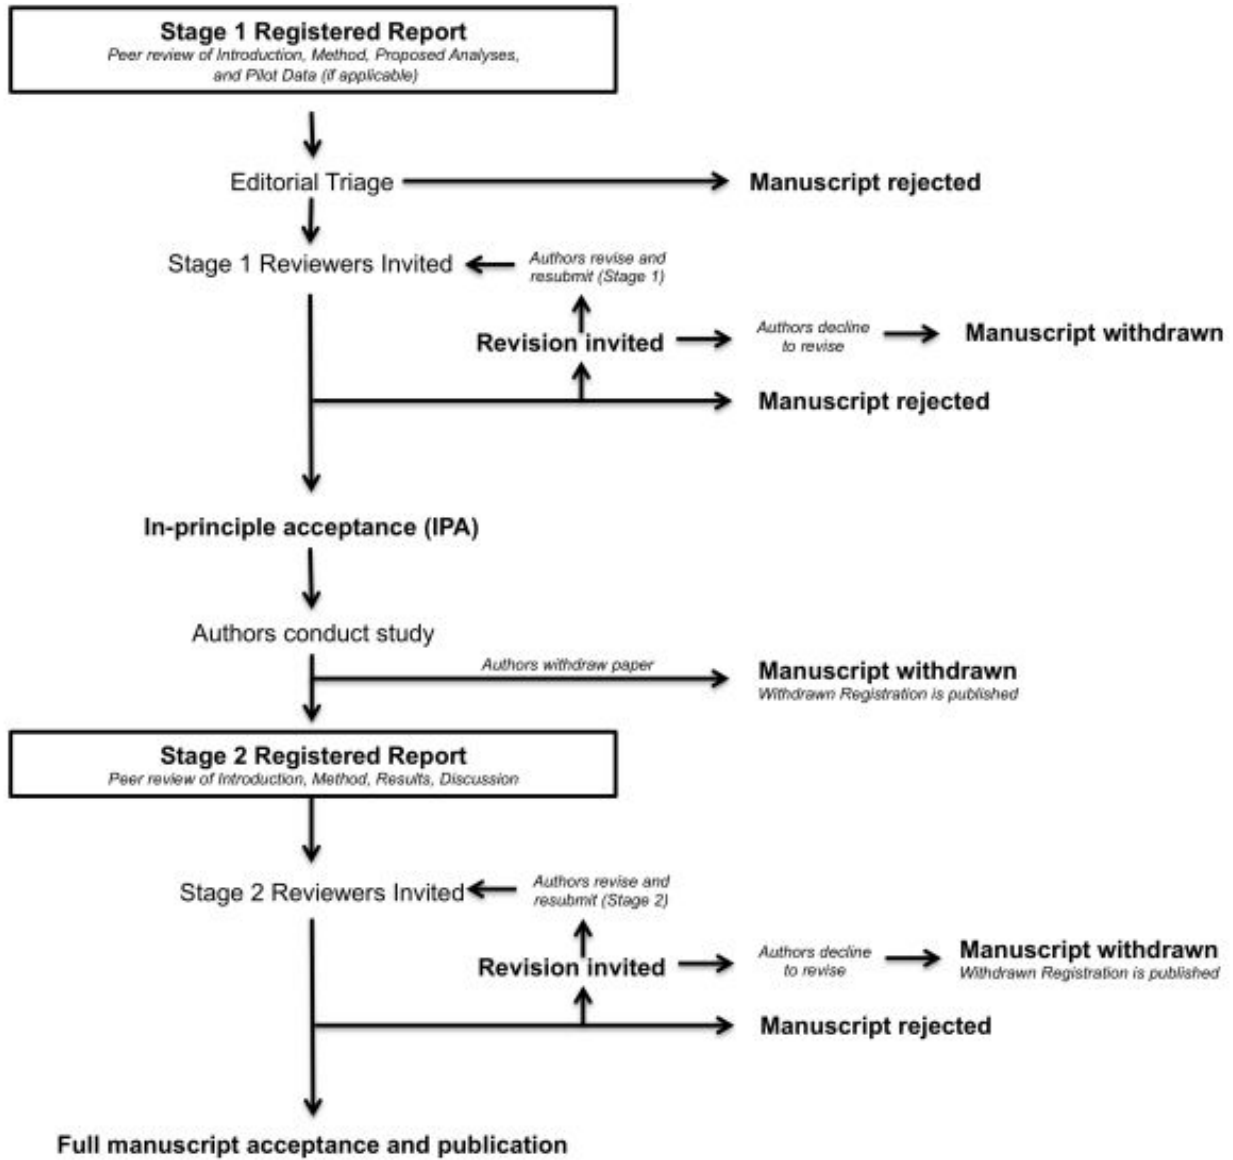 Stage 1 Registered Report
Peer review of Introduction, Method, Proposed Analyses,
and Pilot Data (if applicable)
Editorial Triage
Manuscript rejected
Stage 1 Reviewers Invited
Authors revise and
resubmit (Stage 1)
Revision invited
Authors decline
to revise
Manuscript withdrawn
Manuscript rejected
In-principle acceptance (IPA)
Authors conduct study
Authors withdraw paper
Manuscript withdrawn
Withdrawn Registration is published
Stage 2 Registered Report
Peer review of Introduction, Method, Results, Discussion
Stage 2 Reviewers Invited
Authors revise and
resubmit (Stage 2)
Revision invited
Authors decline
to revise
Manuscript withdrawn
Withdrawn Registration is published
Manuscript rejected
Full manuscript acceptance and publication